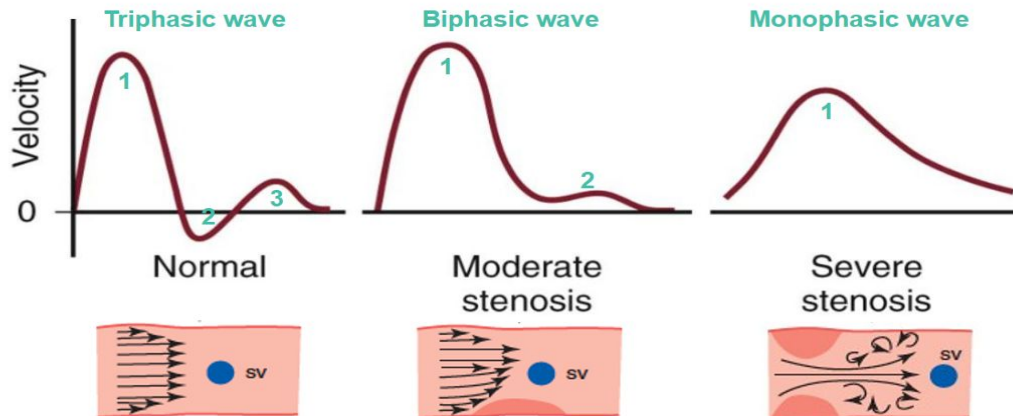 Triphasic wave
Biphasic wave
Monophasic wave
Velocity
0
1
2
3
1
2
1
Normal
Moderate
stenosis
Severe
stenosis
SV
SV
SV